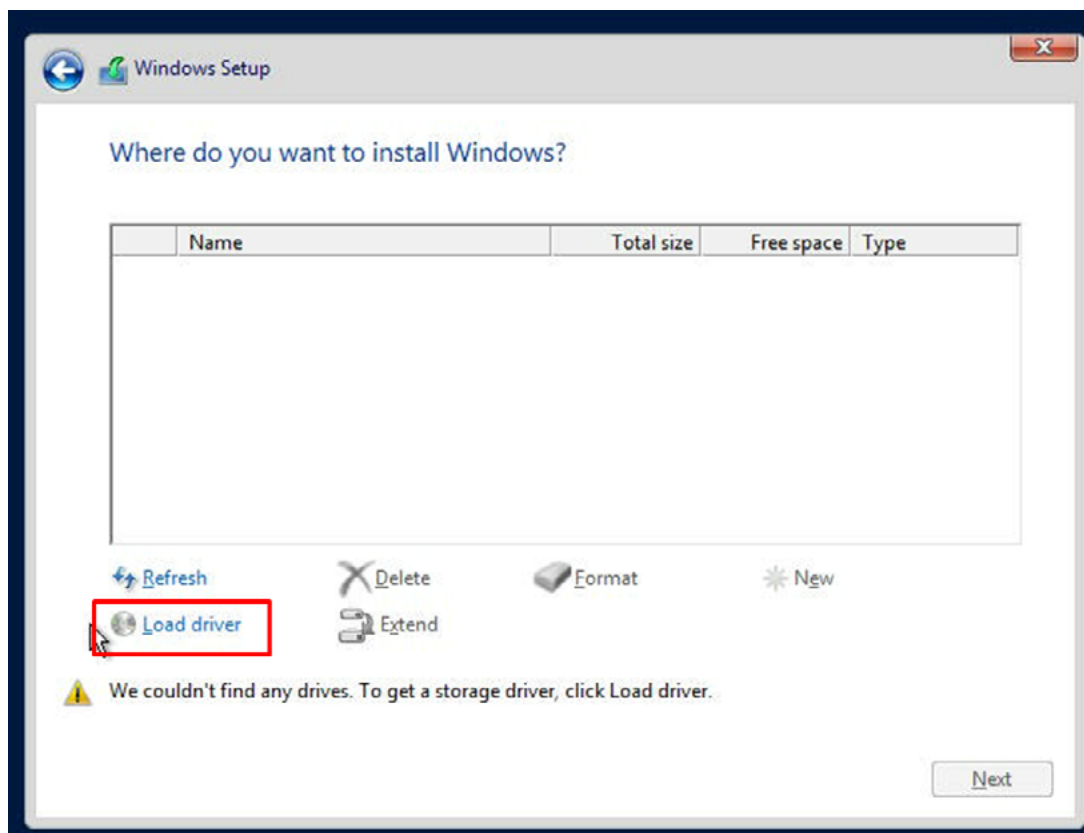 Windows Setup
Where do you want to install Windows?
Name Total size Free space Type
Refresh Delete Format New
Load driver Extend
We couldn't find any drives. To get a storage driver, click Load driver.
Next